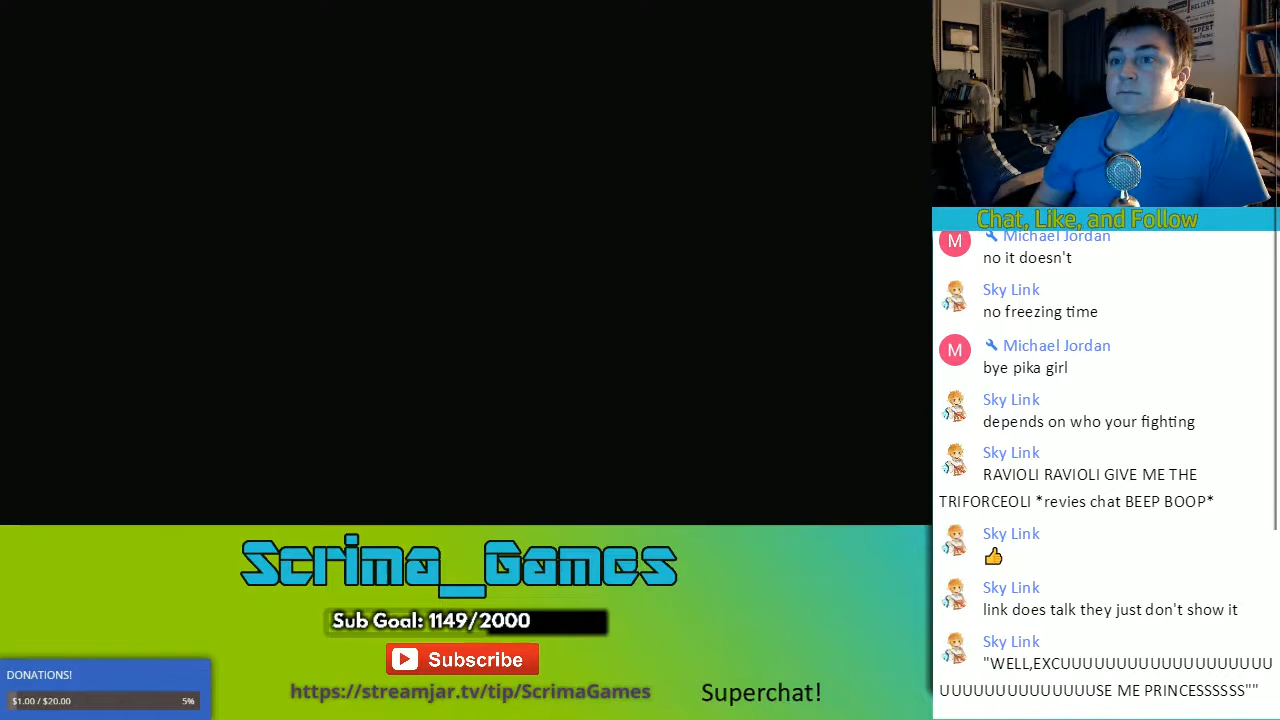 BELIEVE
EXPERT
Chat, Like, and Follow
M
Michael Jordan
no it doesn't
Sky Link
no freezing time
M
Michael Jordan
bye pika girl
Sky Link
depends on who your fighting
Sky Link
RAVIOLI RAVIOLI GIVE ME THE
TRIFORCEOLI *revies chat BEEP BOOP*
Sky Link
👍
Sky Link
link does talk they just don't show it
Sky Link
"WELL,EXCUUUUUUUUUUUUUUUUUUU
UUUUUUUUUUUUUUSE ME PRINCESSSSSS""
Scrima_Games
Sub Goal: 1149/2000
Subscribe
https://streamjar.tv/tip/ScrimaGames
Superchat!
DONATIONS!
$1.00 / $20.00
5%